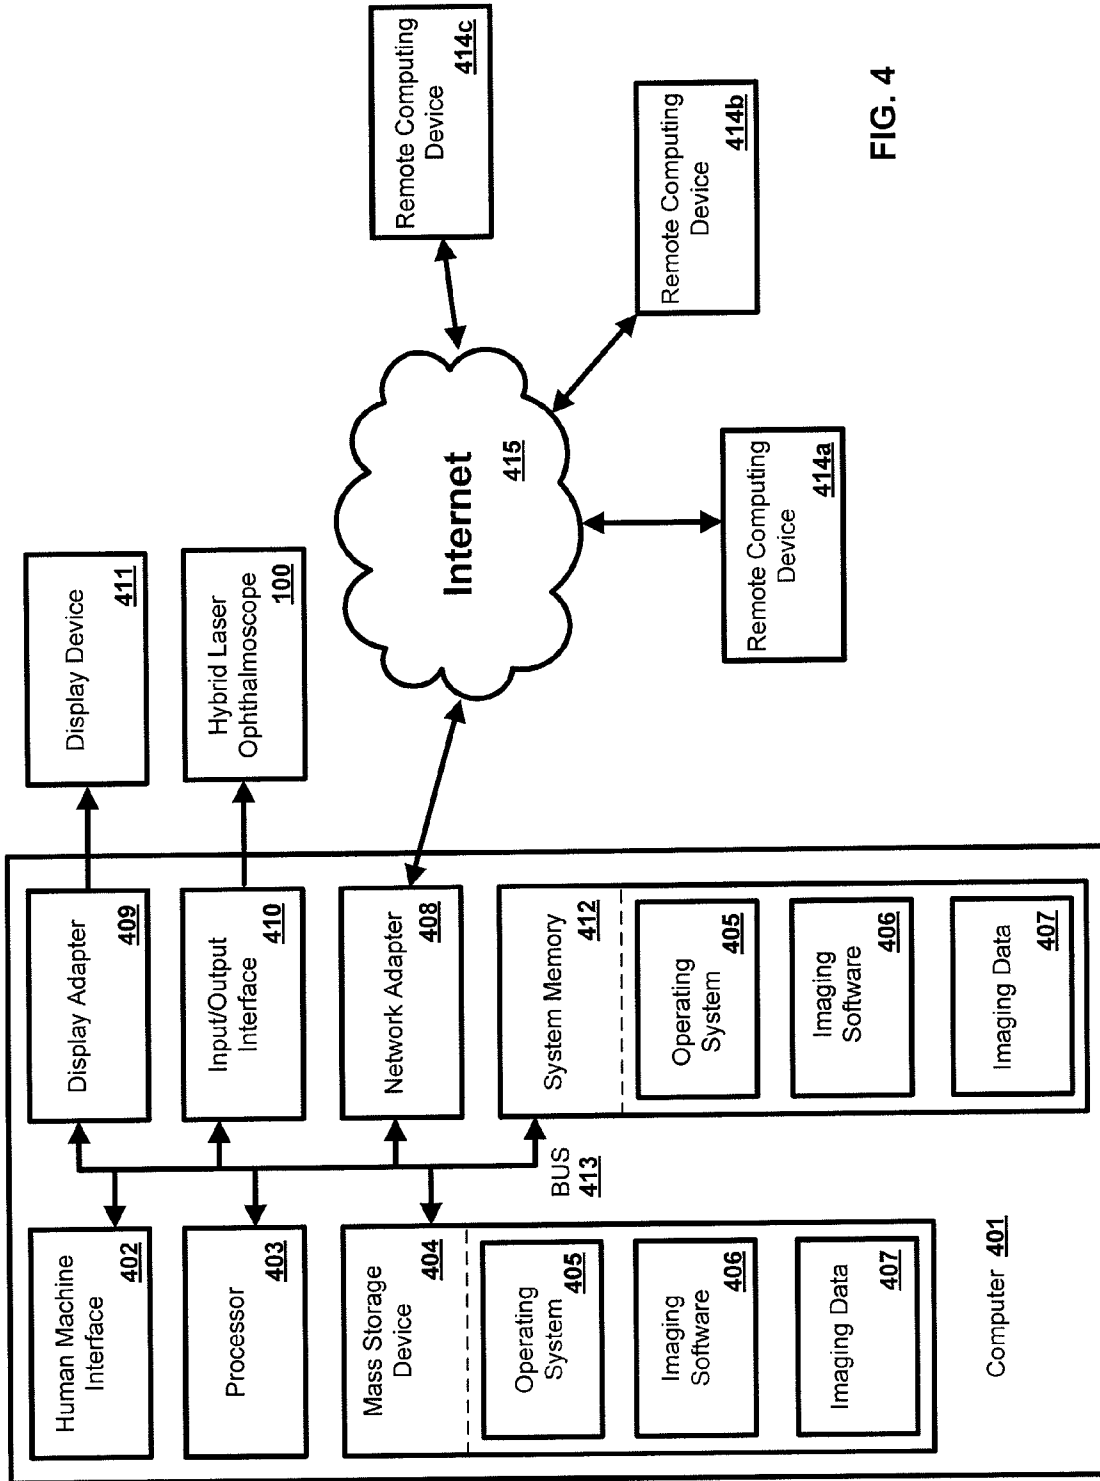 Human Machine
Interface
402
Processor
403
Mass Storage
Device
404
Operating
System
405
Imaging
Software
406
Imaging Data
407
Computer 401
BUS
413
Display Adapter
409
Input/Output
Interface
410
Network Adapter
408
System Memory
412
Operating
System
405
Imaging
Software
406
Imaging Data
407
Display Device
411
Hybrid Laser
Ophthalmoscope
100
Internet
415
Remote Computing
Device
414a
Remote Computing
Device
414b
Remote Computing
Device
414c
FIG. 4